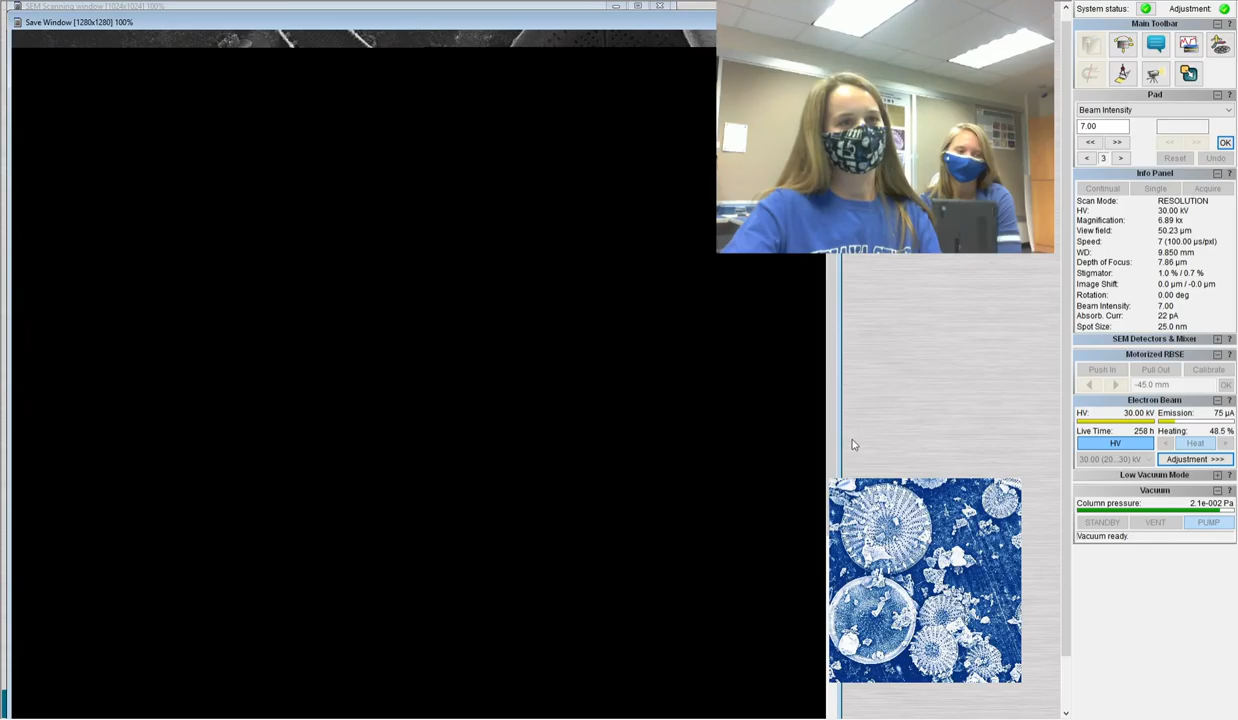 SEM Scanning window [1024x1024] 100%
Save Window [1280x1280] 100%
System status: Adjustment:
Main Toolbar ?
Pad ?
Beam Intensity
7.00
<< >> << >> OK
< 3 > Reset Undo
Info Panel ?
Continual Single Acquire
Scan Mode: RESOLUTION
HV: 30.00 kV
Magnification: 6.89 kx
View field: 50.23 µm
Speed: 7 (100.00 µs/pxl)
WD: 9.850 mm
Depth of Focus: 7.86 µm
Stigmator: 1.0 % / 0.7 %
Image Shift: 0.0 µm / -0.0 µm
Rotation: 0.00 deg
Beam Intensity: 7.00
Absorb. Curr: 22 pA
Spot Size: 25.0 nm
SEM Detectors & Mixer ?
Motorized RBSE ?
Push In Pull Out Calibrate
-45.0 mm OK
Electron Beam ?
HV: 30.00 kV Emission: 75 µA
Live Time: 258 h Heating: 48.5 %
HV < Heat >
30.00 (20...30) kV Adjustment >>>
Low Vacuum Mode ?
Vacuum ?
Column pressure: 2.1e-002 Pa
STANDBY VENT PUMP
Vacuum ready.